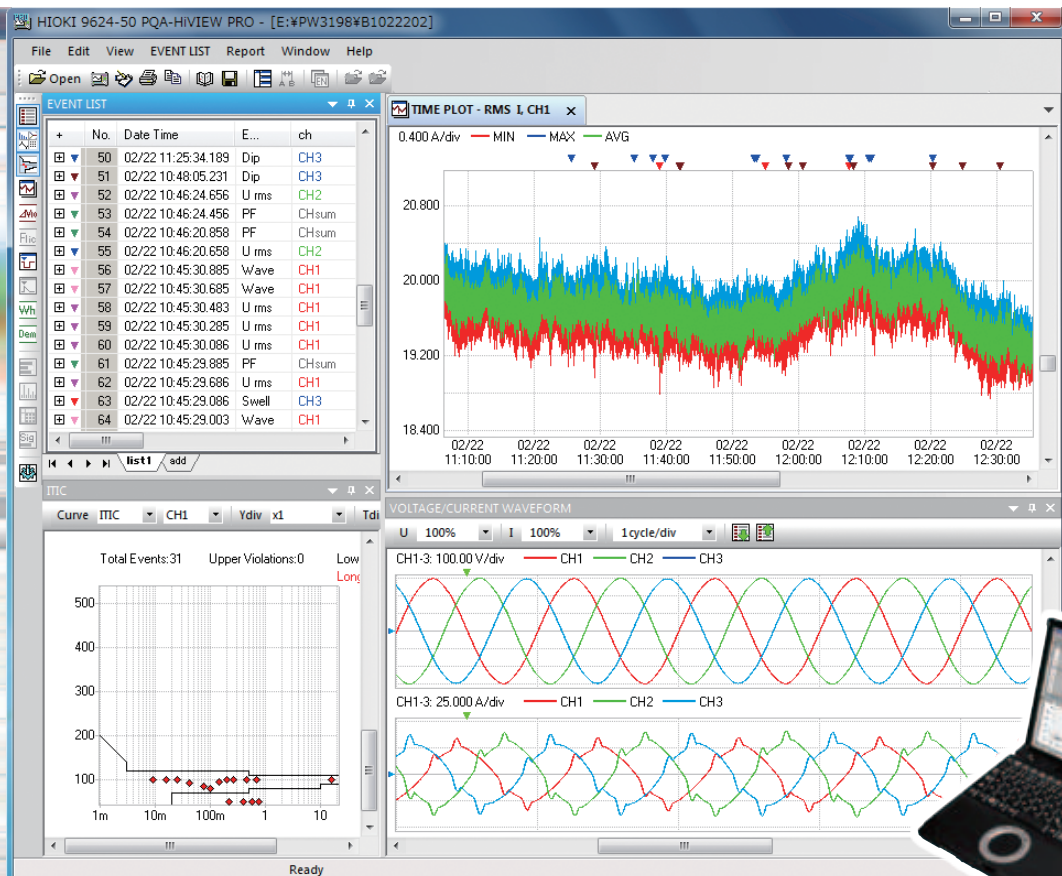 HIOKI 9624-50 PQA-HiVIEW PRO - [E:¥PW3198¥B1022202]
File Edit View EVENT LIST Report Window Help
Open
EVENT LIST
+ No. Date Time E... ch
50 02/22 11:25:34.189 Dip CH3
51 02/22 10:48:05.231 Dip CH3
52 02/22 10:46:24.656 U rms CH2
53 02/22 10:46:24.456 PF CHsum
54 02/22 10:46:20.858 PF CHsum
55 02/22 10:46:20.658 U rms CH2
56 02/22 10:45:30.885 Wave CH1
57 02/22 10:45:30.685 Wave CH1
58 02/22 10:45:30.483 U rms CH1
59 02/22 10:45:30.285 U rms CH1
60 02/22 10:45:30.086 U rms CH1
61 02/22 10:45:29.885 PF CHsum
62 02/22 10:45:29.686 U rms CH1
63 02/22 10:45:29.086 Swell CH3
64 02/22 10:45:29.003 Wave CH1
list1 add
Wh
Dem
Sig
TIME PLOT - RMS I, CH1
0.400 A/div MIN MAX AVG
20.800
20.000
19.200
18.400
02/22 02/22 02/22 02/22 02/22 02/22 02/22 02/22 02/22
11:10:00 11:20:00 11:30:00 11:40:00 11:50:00 12:00:00 12:10:00 12:20:00 12:30:00
ITIC
Curve ITIC CH1 Ydiv x1 Tdi
Total Events:31 Upper Violations:0 Low
Long
500
400
300
200
100
1m 10m 100m 1 10
VOLTAGE/CURRENT WAVEFORM
U 100% I 100% 1cycle/div
CH1-3: 100.00 V/div CH1 CH2 CH3
CH1-3: 25.000 A/div CH1 CH2 CH3
Ready